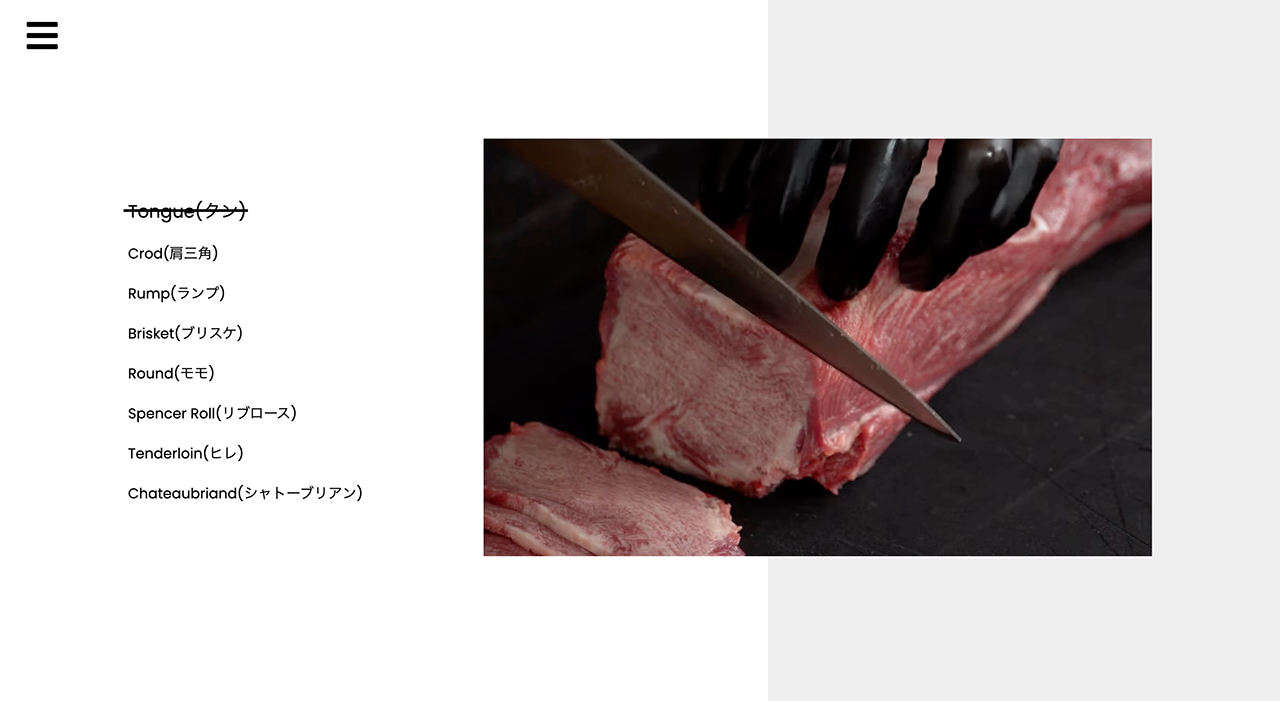 Tongue(クン)
Crod(肩三角)
Rump(ランプ)
Brisket(ブリスケ)
Round(モモ)
Spencer Roll(リブロース)
Tenderloin(ヒレ)
Chateaubriand(シャトーブリアン)